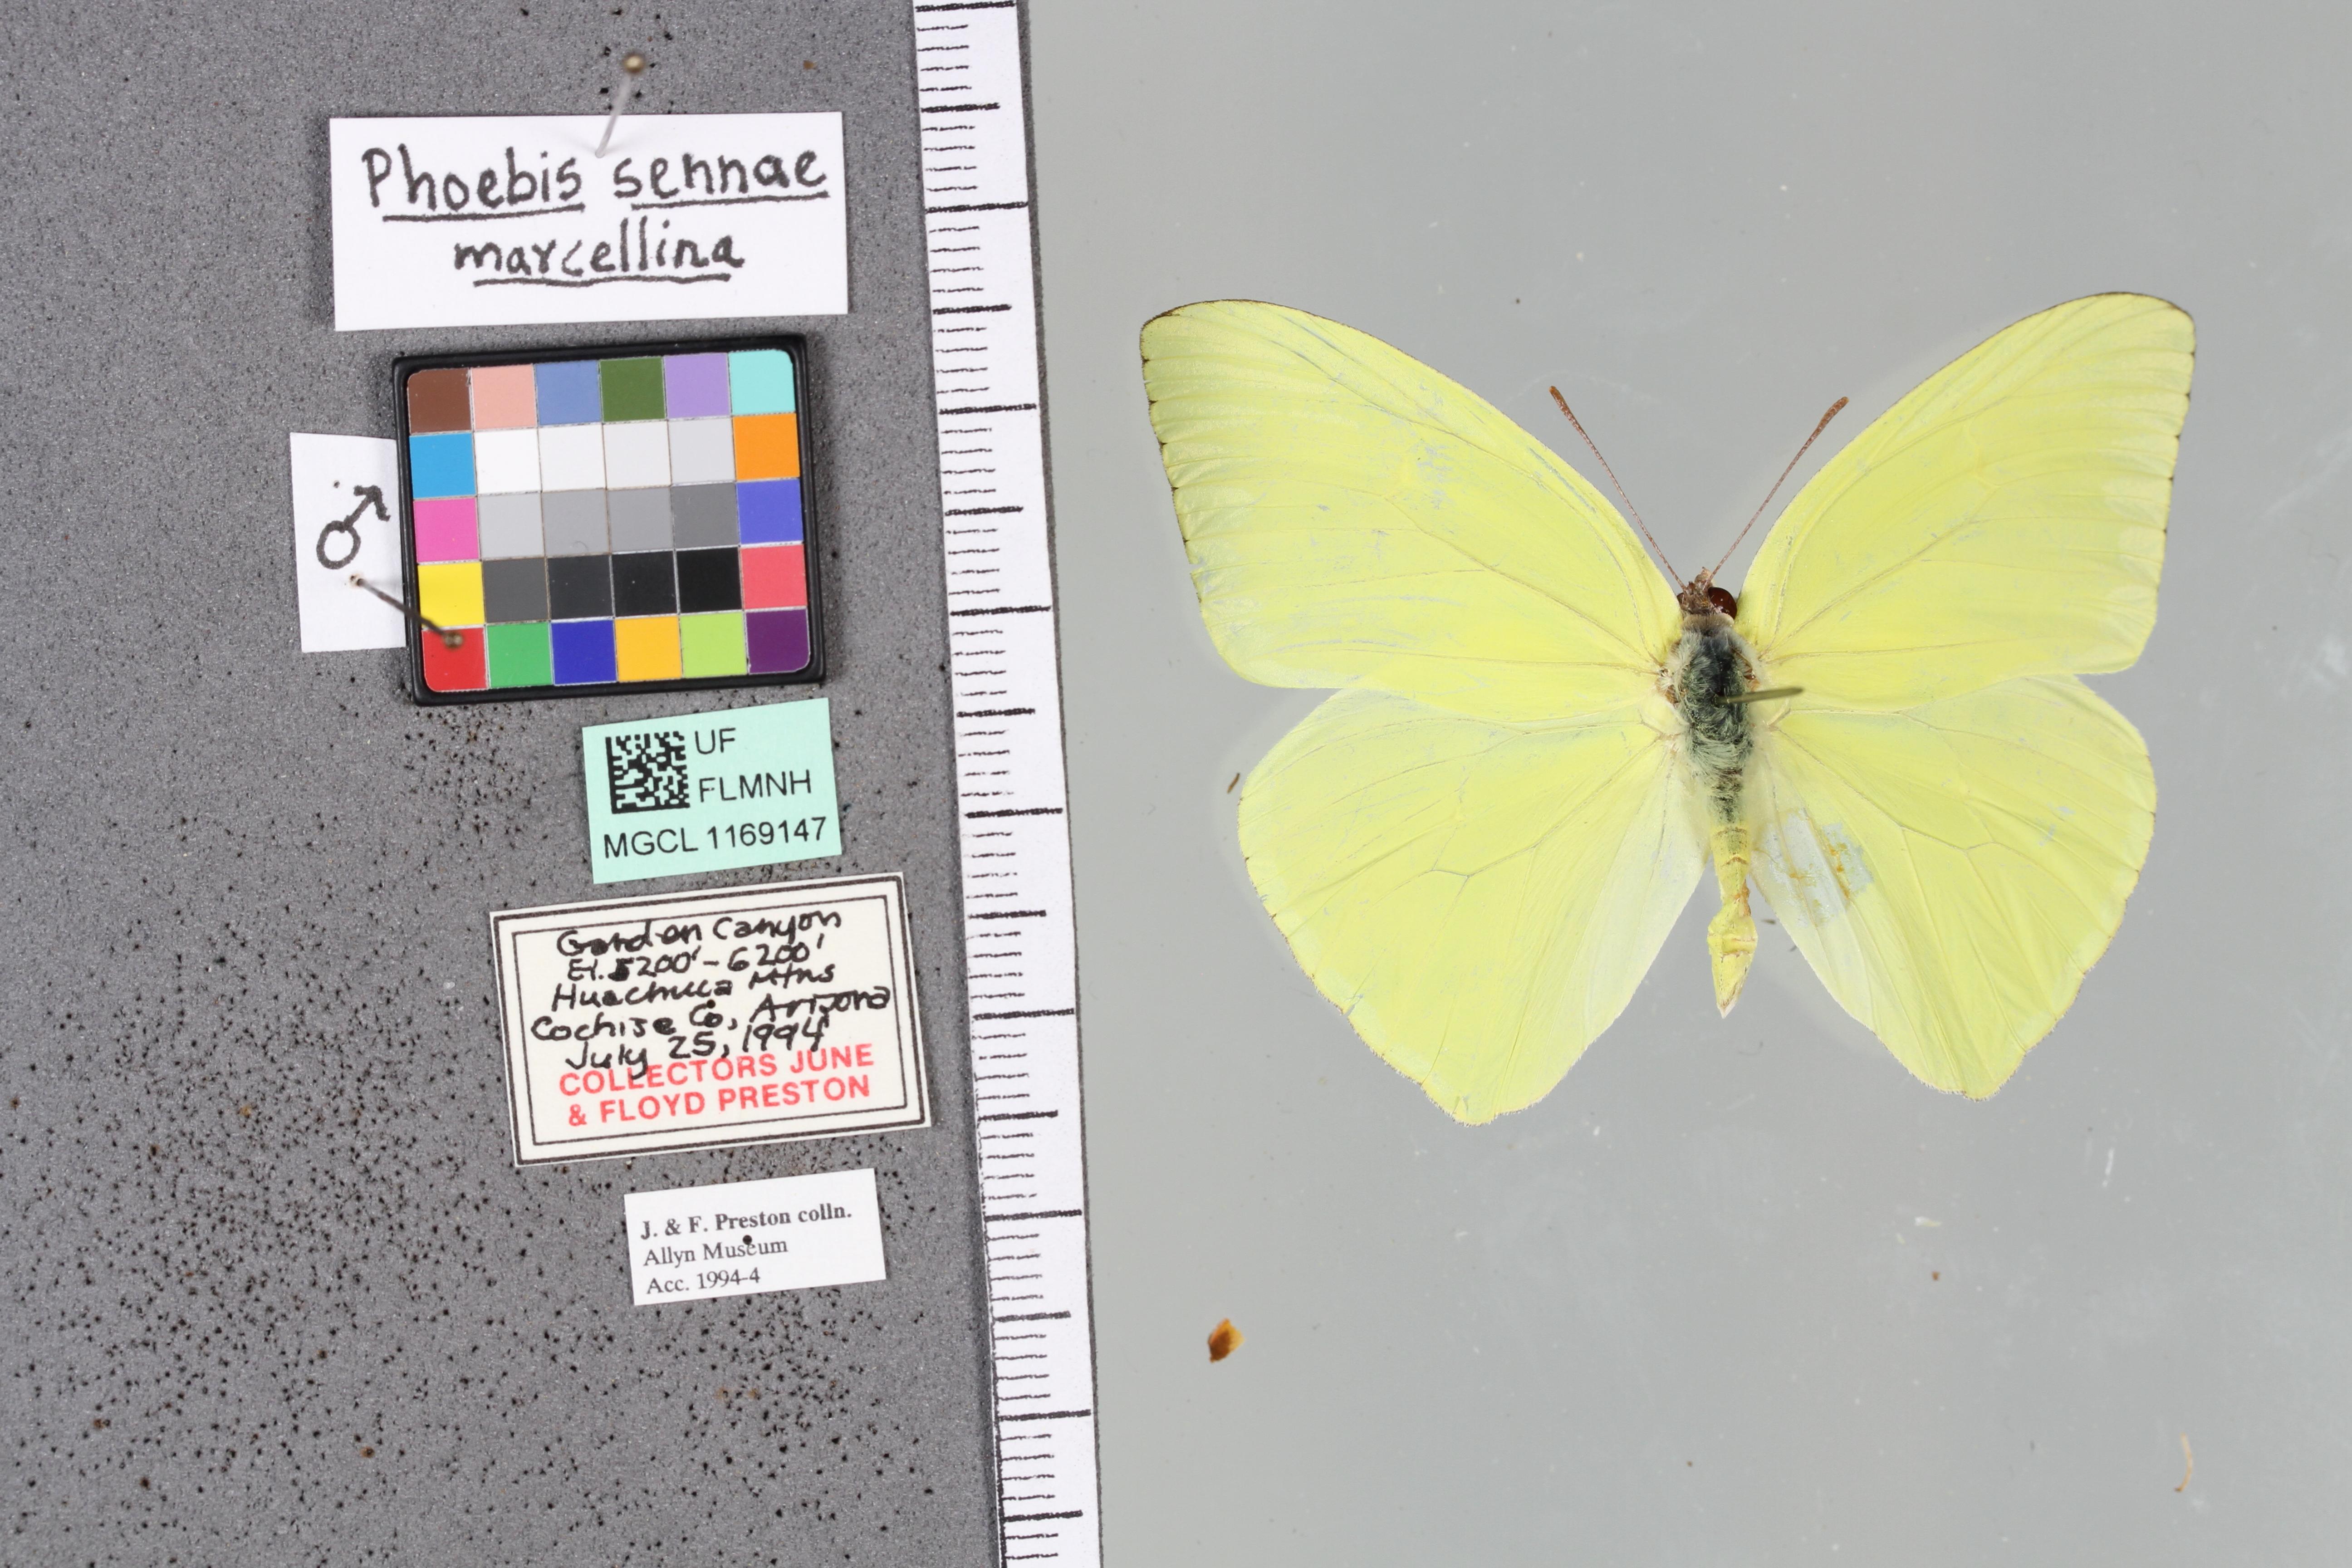 Phoebis sennae
marcellina
♂
UF
FLMNH
MGCL 1169147
Garden Canyon
El. 5200'-6200'
Huachuca Mtns
Cochise Co, Arizona
July 25, 1994
COLLECTORS JUNE
& FLOYD PRESTON
J. & F. Preston colln.
Allyn Museum
Acc. 1994-4